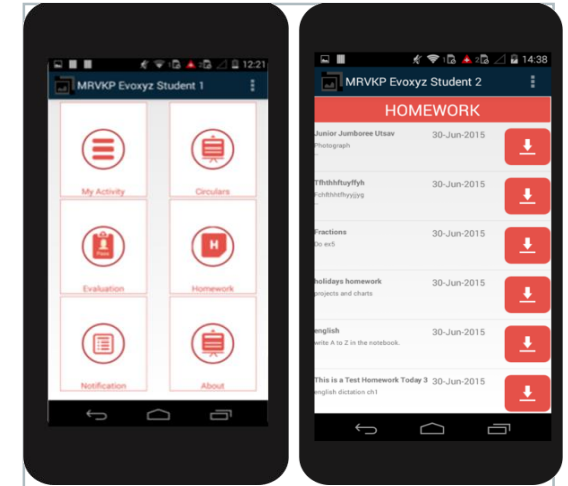 12:21
MRVKP Evoxyz Student 1
My Activity
Circulars
Evaluation
Homework
Notification
About
14:38
MRVKP Evoxyz Student 2
HOMEWORK
Junior Jumboree Utsav 30-Jun-2015
Photograph
Tfhthhftuyffyh 30-Jun-2015
Fzhfthhtfhyyjjyg
Fractions 30-Jun-2015
Do ex5
holidays homework 30-Jun-2015
projects and charts
english 30-Jun-2015
write A to Z in the notebook.
This is a Test Homework Today 3 30-Jun-2015
english dictation ch1